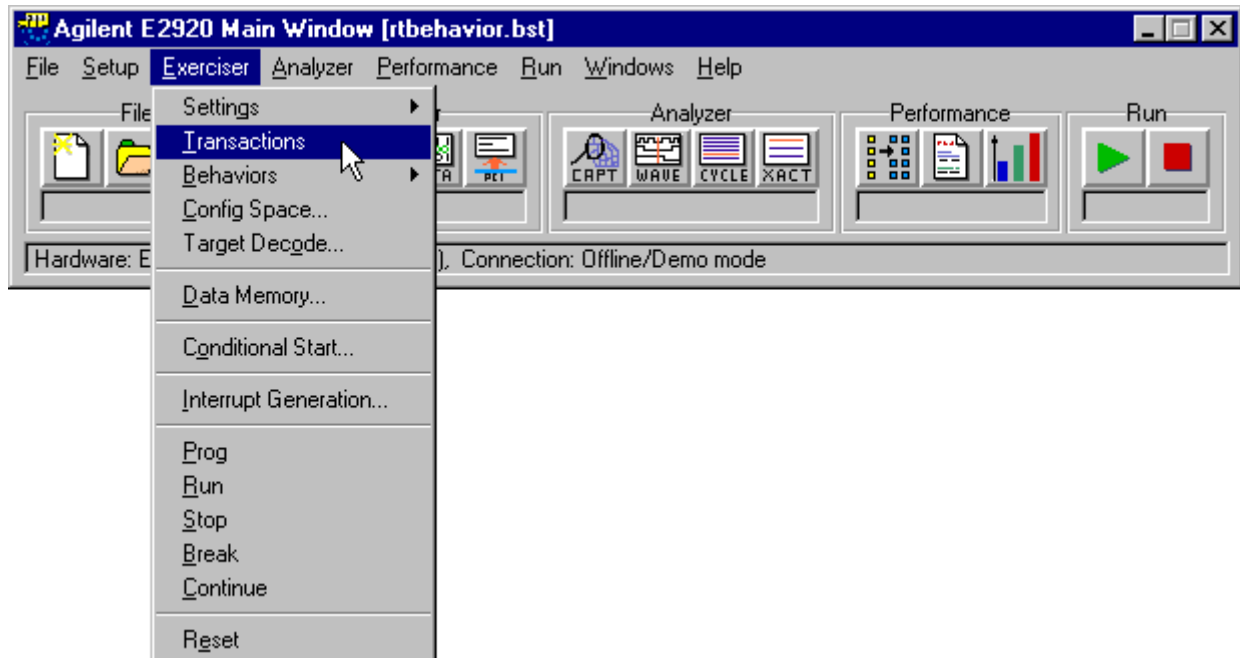 Agilent E2920 Main Window [rtbehavior.bst]
File Setup Exerciser Analyzer Performance Run Windows Help
File Analyzer Performance Run
CAPT WAVE CYCLE XACT
Hardware: E ), Connection: Offline/Demo mode
Settings
Transactions
Behaviors
Config Space...
Target Decode...
Data Memory...
Conditional Start...
Interrupt Generation...
Prog
Run
Stop
Break
Continue
Reset